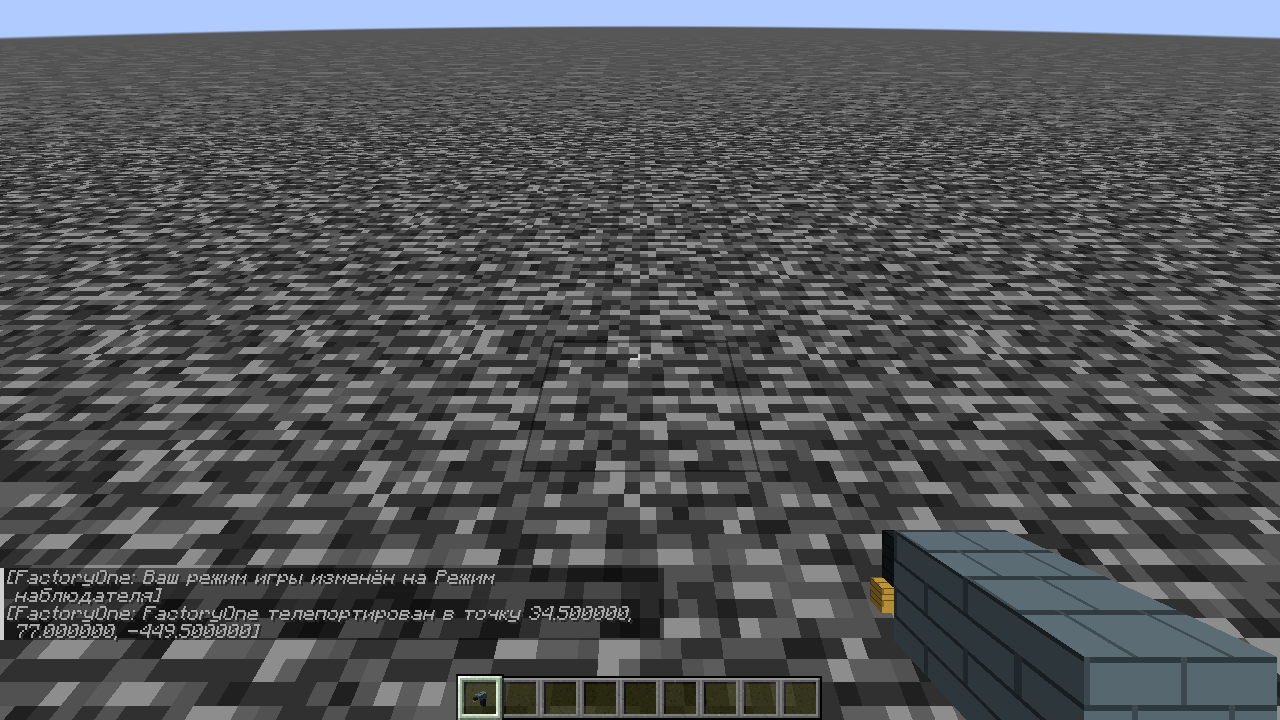 [FactoryOne: Ваш режим игры изменён на Режим
наблюдателя]
[FactoryOne: FactoryOne телепортирован в точку 34.500000,
77.000000, -449.500000]